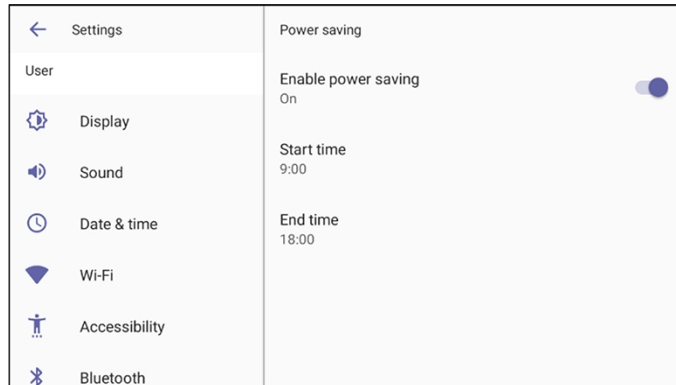 Settings
User
Display
Sound
Date & time
Wi-Fi
Accessibility
Bluetooth
Power saving
Enable power saving
On
Start time
9:00
End time
18:00